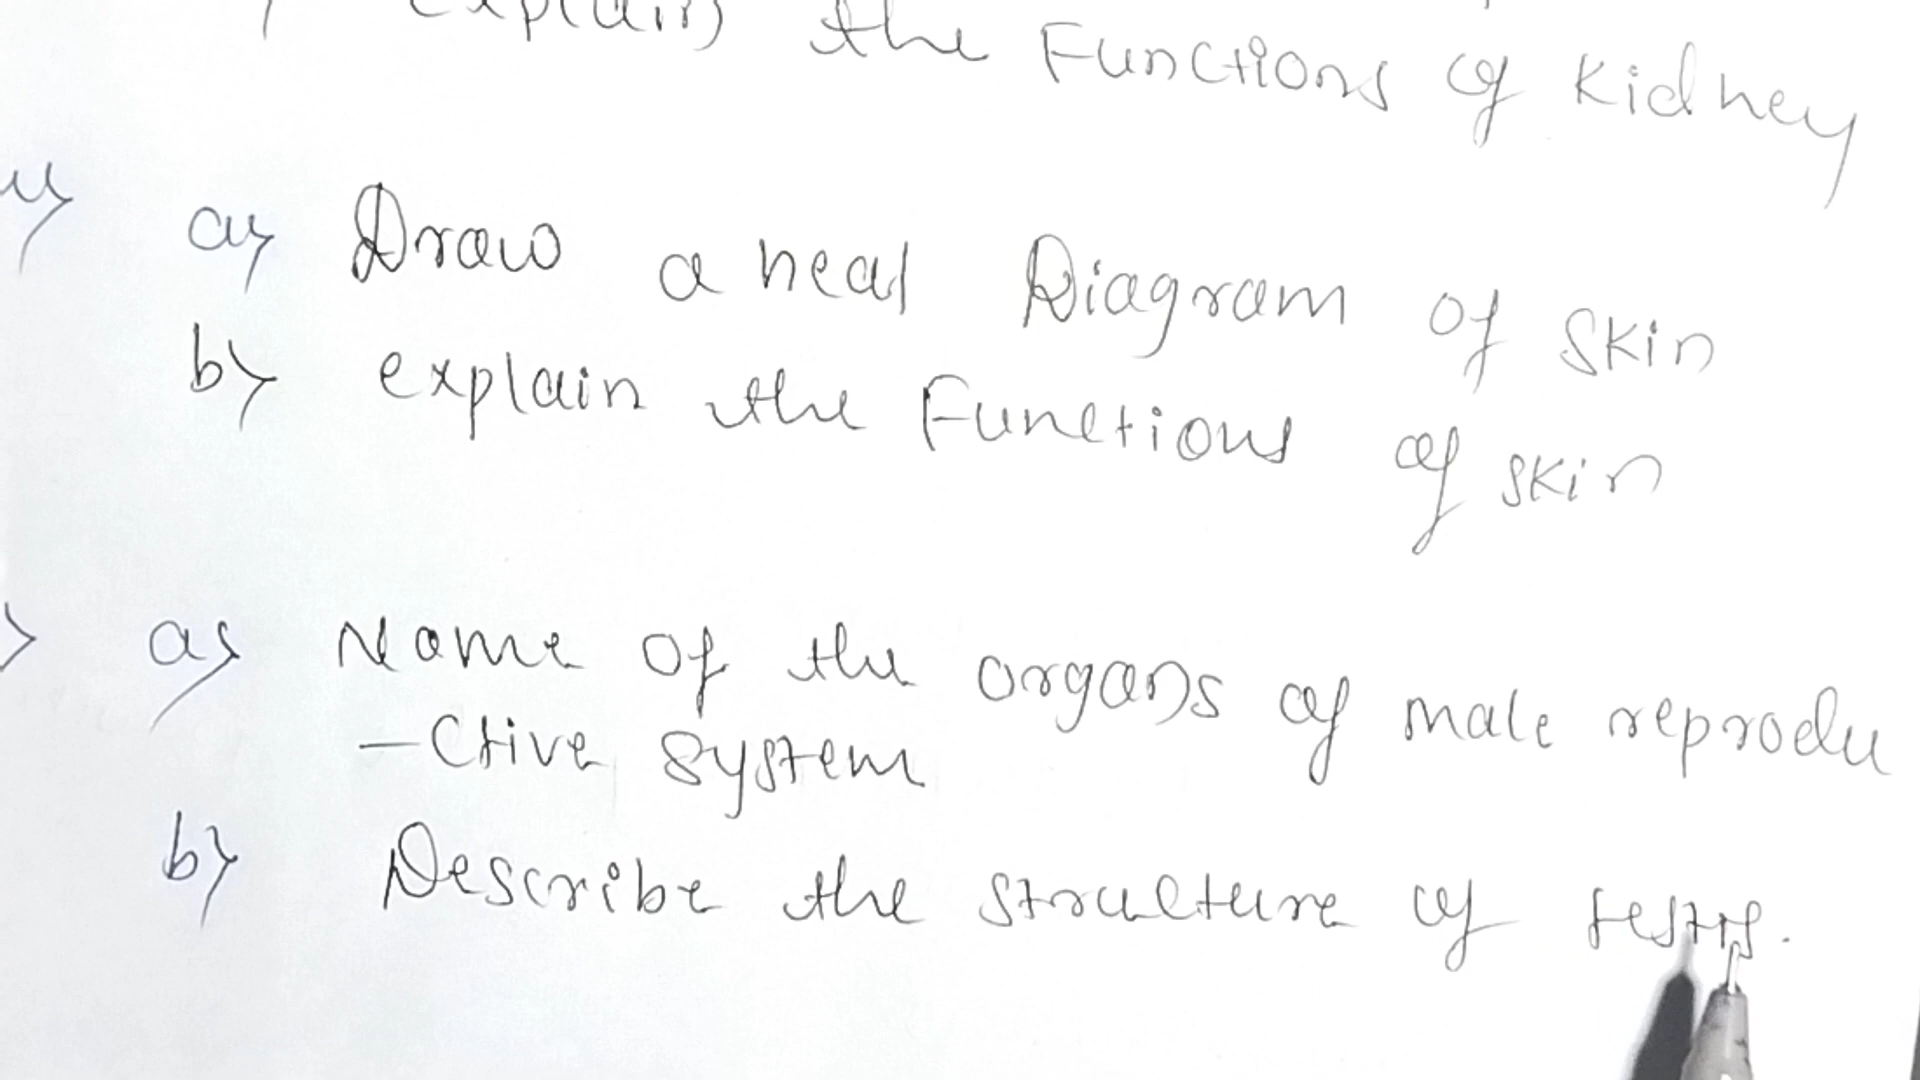 explain the Functions of Kidney
a) Draw a neat Diagram of Skin
b) explain the Functions of skin
a) Name of the organs of male reprodu
-ctive system
b) Describe the structure of testis.